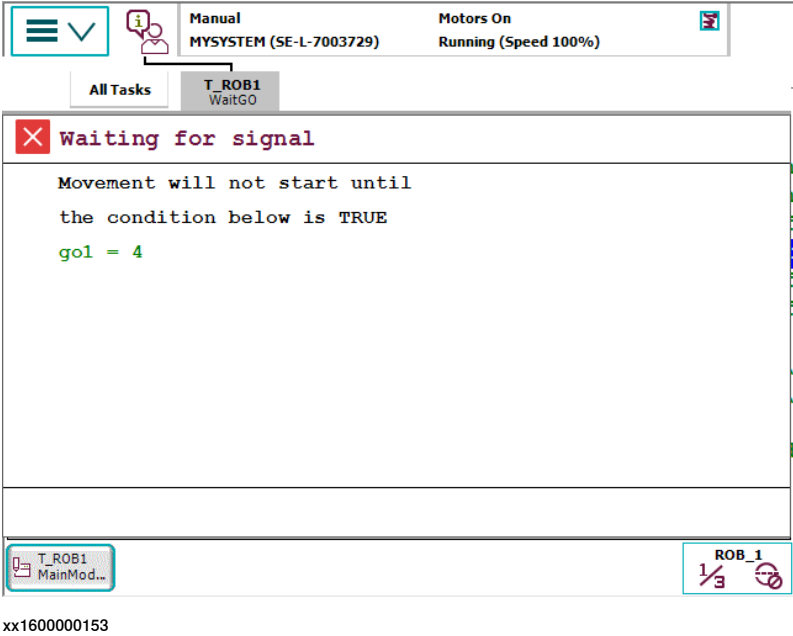 Manual
Motors On
MYSYSTEM (SE-L-7003729)
Running (Speed 100%)
All Tasks
T_ROB1
WaitGO
Waiting for signal
Movement will not start until
the condition below is TRUE
go1 = 4
T_ROB1
MainMod...
ROB_1
1/3
xx1600000153